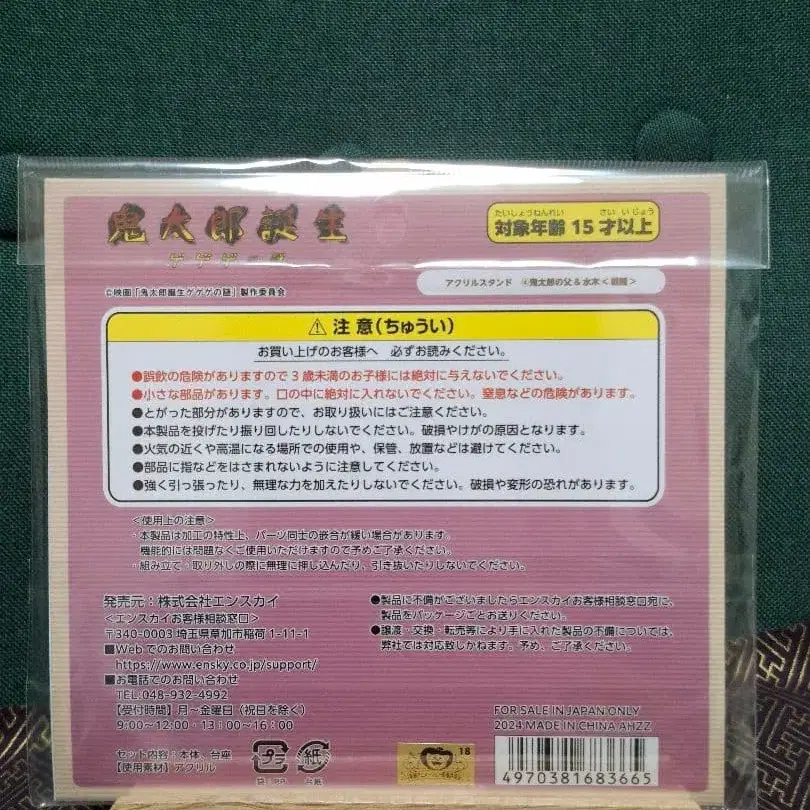 鬼太郎誕生
ゲゲゲの謎
たいしょうねんれい さいいじょう
対象年齢 15 才以上
©映画「鬼太郎誕生ゲゲゲの謎」製作委員会
アクリルスタンド ④鬼太郎の父&水木<戦闘>
⚠ 注意(ちゅうい)
お買い上げのお客様へ 必ずお読みください。
●誤飲の危険がありますので3歳未満のお子様には絶対に与えないでください。
●小さな部品があります。口の中に絶対に入れないでください。窒息などの危険があります。
●とがった部分がありますので、お取り扱いにはご注意ください。
●本製品を投げたり振り回したりしないでください。破損やけがの原因となります。
●火気の近くや高温になる場所での使用や、保管、放置などは避けてください。
●部品に指などをはさまれないように注意してください。
●強く引っ張ったり、無理な力を加えたりしないでください。破損や変形の恐れがあります。
<使用上の注意>
・本製品は加工の特性上、パーツ同士の嵌合が緩い場合があります。
機能的には問題なくご使用いただけますので予めご了承ください。
・組み立て・取り外しの際に無理に押し込んだり、引き抜いたりしないでください。
発売元:株式会社エンスカイ
<エンスカイお客様相談窓口>
〒340-0003 埼玉県草加市稲荷 1-11-1
■Webでのお問い合わせ
https://www.ensky.co.jp/support/
■お電話でのお問い合わせ
TEL.048-932-4992
【受付時間】月~金曜日(祝日を除く)
9:00~12:00・13:00~16:00
●製品に不備がございましたらエンスカイお客様相談窓口宛に、
製品をパッケージごとお送りください。
●譲渡・交換・転売等により手に入れた製品の不備については、
弊社では対応致しかねます。予め、ご了承ください。
FOR SALE IN JAPAN ONLY
2024 MADE IN CHINA AHZZ
セット内容:本体・台座
【使用素材】アクリル
プラ
袋:PP
紙
台紙
18
4970381683665